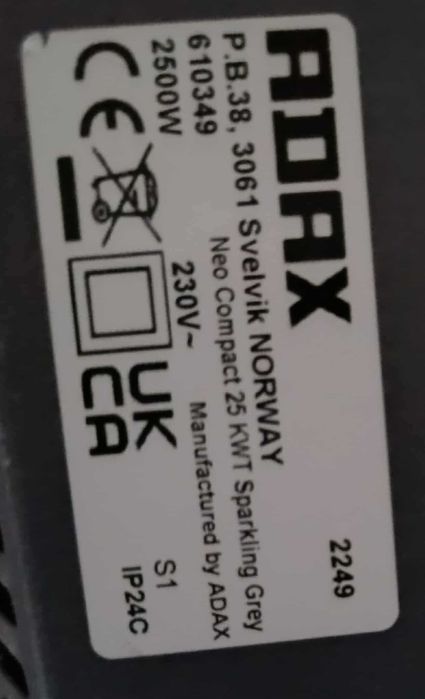 ADAX
2249
P.B.38, 3061 Svelvik NORWAY
610349 Neo Compact 25 KWT Sparkling Grey
2500W 230V~ Manufactured by ADAX
CE UK CA S1
IP24C